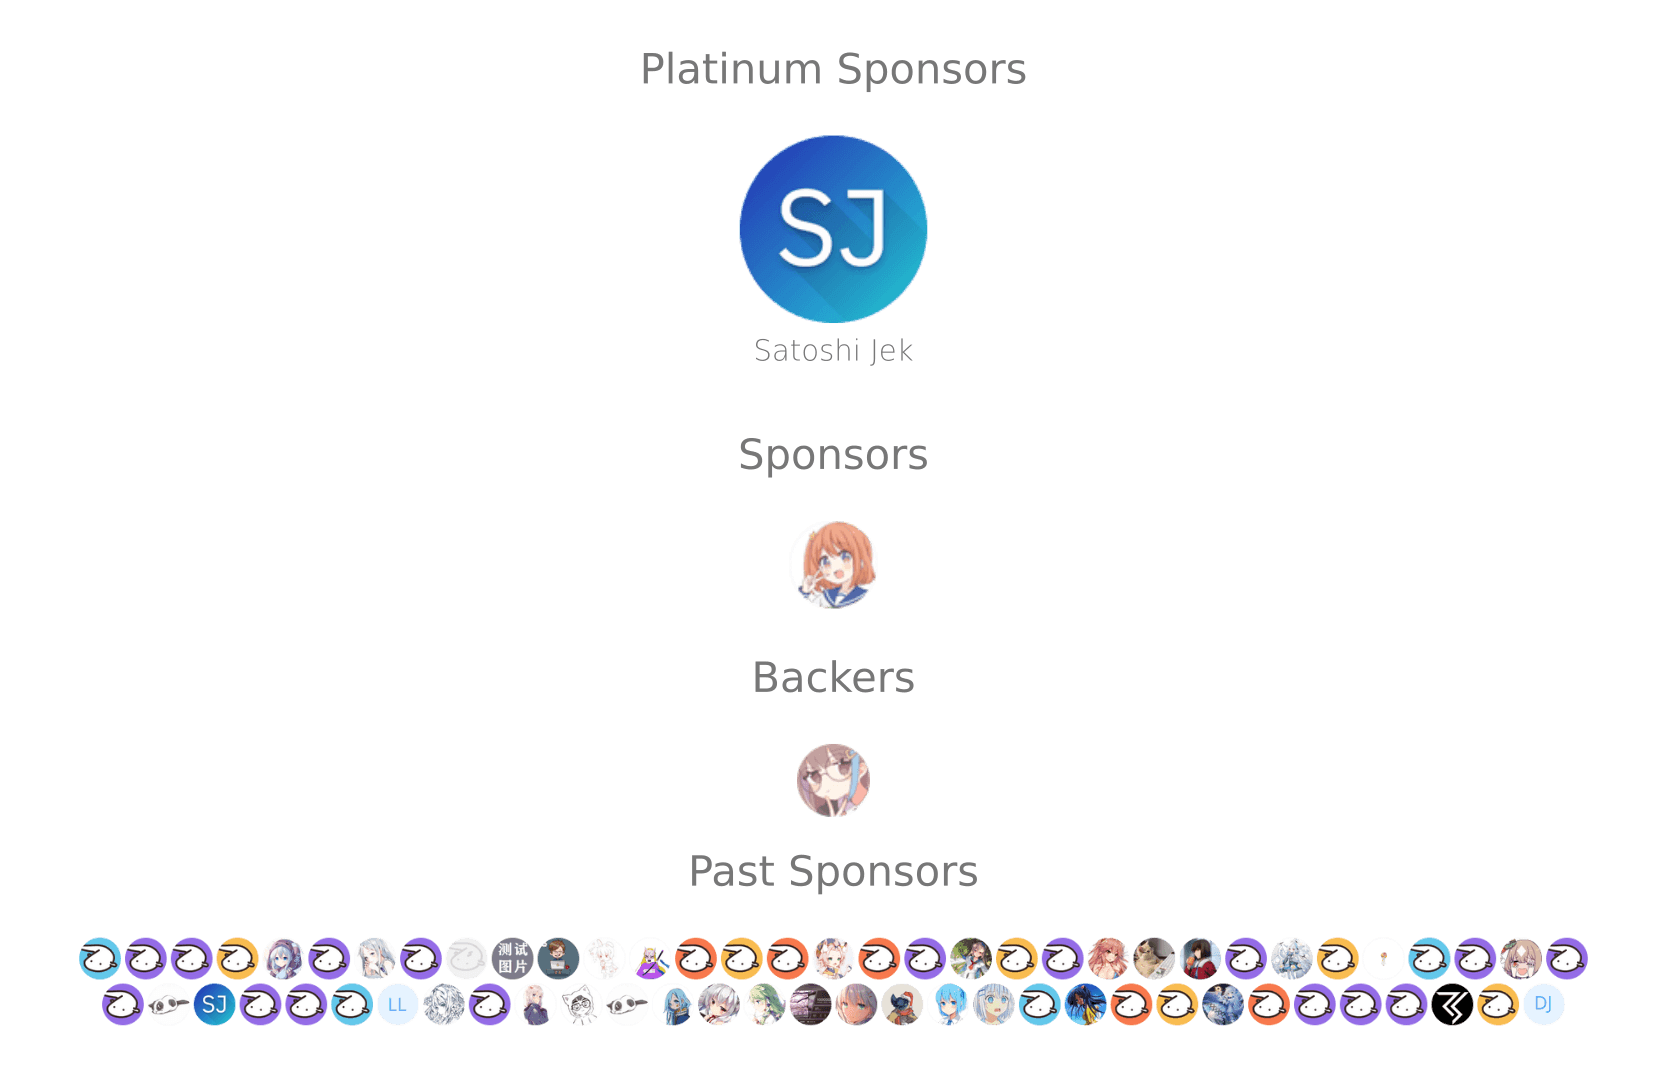 Platinum Sponsors
SJ
Satoshi Jek
Sponsors
Backers
Past Sponsors
测试
图片
SJ
LL
DJ